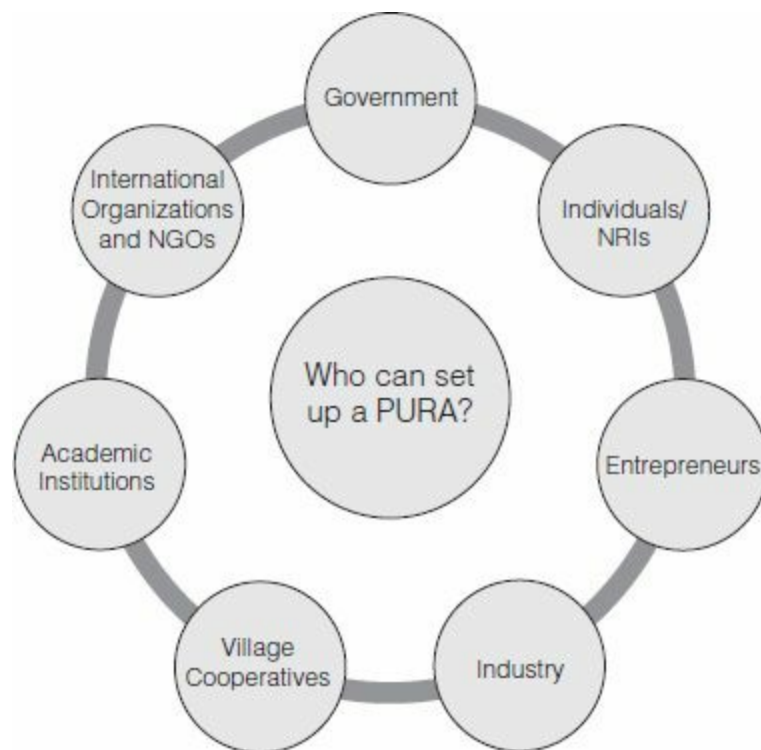 Government
Individuals/
NRIs
Entrepreneurs
Industry
Village
Cooperatives
Academic
Institutions
International
Organizations
and NGOs
Who can set
up a PURA?